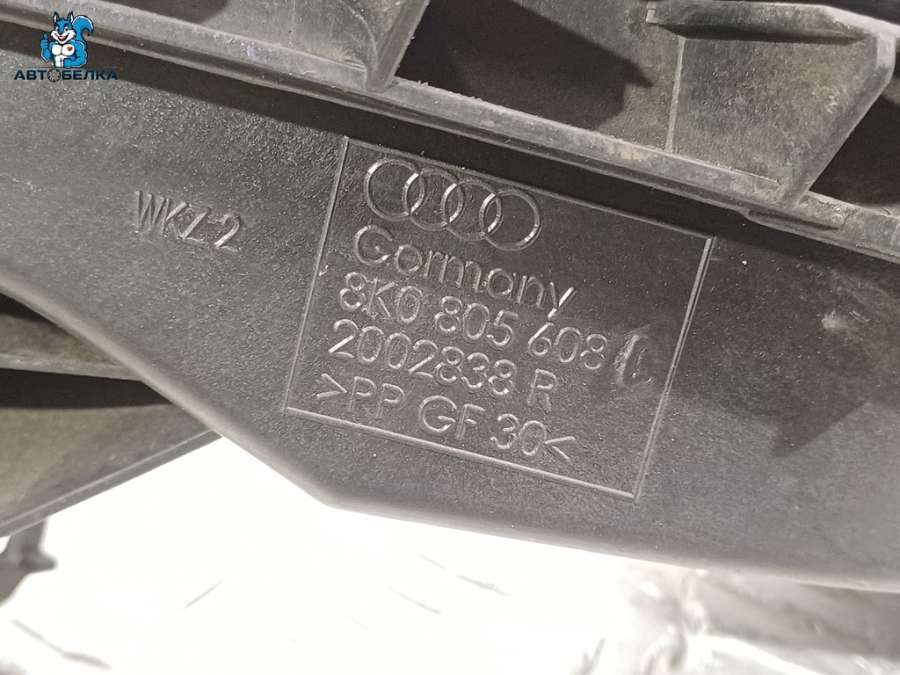 АВТОБЕЛКА
WKZ 2
Germany
8K0 805 608
2002838 R
>PP GF 30<